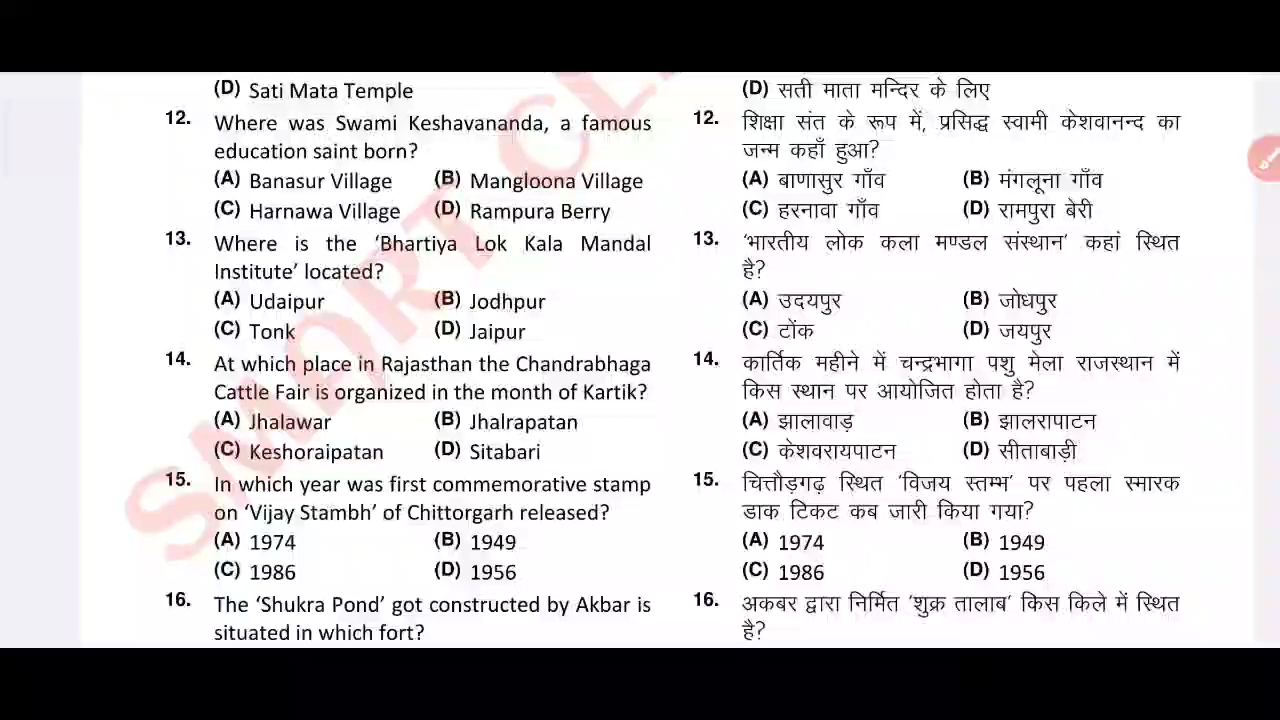 (D) Sati Mata Temple
12. Where was Swami Keshavananda, a famous
education saint born?
(A) Banasur Village (B) Mangloona Village
(C) Harnawa Village (D) Rampura Berry
13. Where is the ‘Bhartiya Lok Kala Mandal
Institute’ located?
(A) Udaipur (B) Jodhpur
(C) Tonk (D) Jaipur
14. At which place in Rajasthan the Chandrabhaga
Cattle Fair is organized in the month of Kartik?
(A) Jhalawar (B) Jhalrapatan
(C) Keshoraipatan (D) Sitabari
15. In which year was first commemorative stamp
on ‘Vijay Stambh’ of Chittorgarh released?
(A) 1974 (B) 1949
(C) 1986 (D) 1956
16. The ‘Shukra Pond’ got constructed by Akbar is
situated in which fort?
(D) सती माता मन्दिर के लिए
12. शिक्षा संत के रूप में, प्रसिद्ध स्वामी केशवानन्द का
जन्म कहाँ हुआ?
(A) बाणासुर गाँव (B) मंगलूना गाँव
(C) हरनावा गाँव (D) रामपुरा बेरी
13. ‘भारतीय लोक कला मण्डल संस्थान’ कहां स्थित
है?
(A) उदयपुर (B) जोधपुर
(C) टोंक (D) जयपुर
14. कार्तिक महीने में चन्द्रभागा पशु मेला राजस्थान में
किस स्थान पर आयोजित होता है?
(A) झालावाड़ (B) झालरापाटन
(C) केशवरायपाटन (D) सीताबाड़ी
15. चित्तौड़गढ़ स्थित ‘विजय स्तम्भ’ पर पहला स्मारक
डाक टिकट कब जारी किया गया?
(A) 1974 (B) 1949
(C) 1986 (D) 1956
16. अकबर द्वारा निर्मित ‘शुक्र तालाब’ किस किले में स्थित
है?
SMART